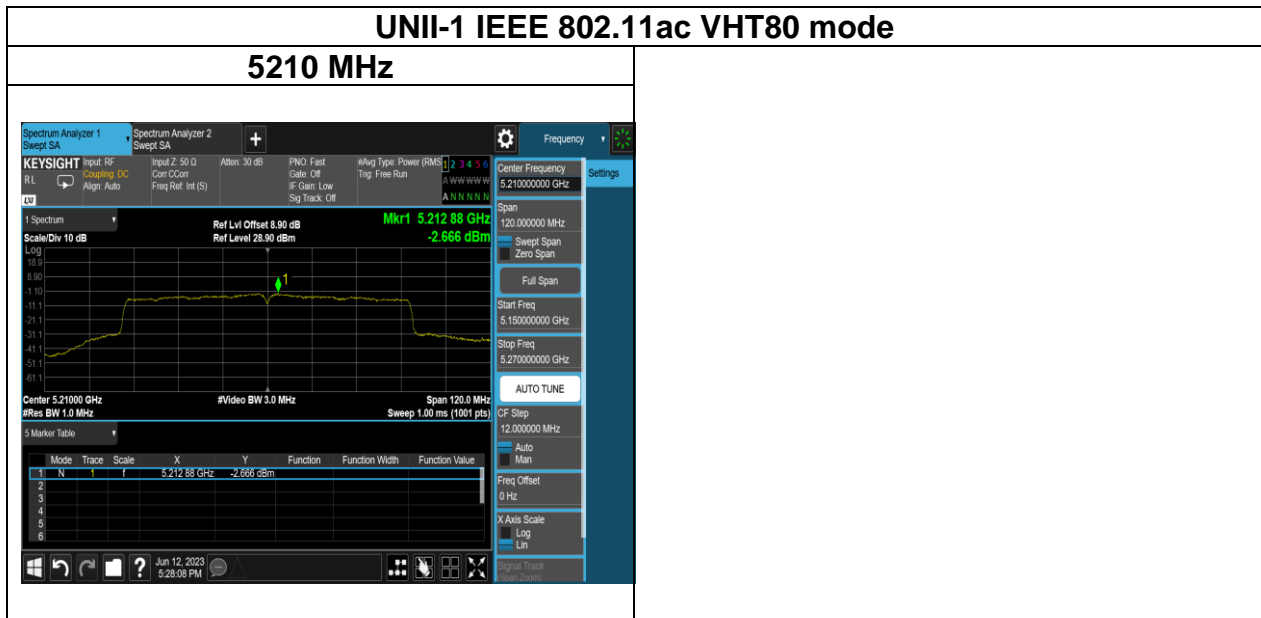 UNII-1 IEEE 802.11ac VHT80 mode
5210 MHz
Spectrum Analyzer 1
Swept SA
Spectrum Analyzer 2
Swept SA
+
Frequency
KEYSIGHT
RL
LXI
Input: RF
Coupling: DC
Align: Auto
Input Z: 50 Ω
Corr CCorr
Freq Ref: Int (S)
Atten: 30 dB
PNO: Fast
Gate: Off
IF Gain: Low
Sig Track: Off
#Avg Type: Power (RMS
Trig: Free Run
1 2 3 4 5 6
A W W W W W
A N N N N N
1 Spectrum
Scale/Div 10 dB
Ref Lvl Offset 8.90 dB
Ref Level 28.90 dBm
Mkr1 5.212 88 GHz
-2.666 dBm
Log
18.9
8.90
-1.10
-11.1
-21.1
-31.1
-41.1
-51.1
-61.1
1
Center 5.21000 GHz
#Res BW 1.0 MHz
#Video BW 3.0 MHz
Span 120.0 MHz
Sweep 1.00 ms (1001 pts)
5 Marker Table
Mode Trace Scale X Y Function Function Width Function Value
1 N 1 f 5.212 88 GHz -2.666 dBm
2
3
4
5
6
Center Frequency
5.210000000 GHz
Settings
Span
120.000000 MHz
Swept Span
Zero Span
Full Span
Start Freq
5.150000000 GHz
Stop Freq
5.270000000 GHz
AUTO TUNE
CF Step
12.000000 MHz
Auto
Man
Freq Offset
0 Hz
X Axis Scale
Log
Lin
Signal Track
(Span Zoom)
?
Jun 12, 2023
5:28:08 PM